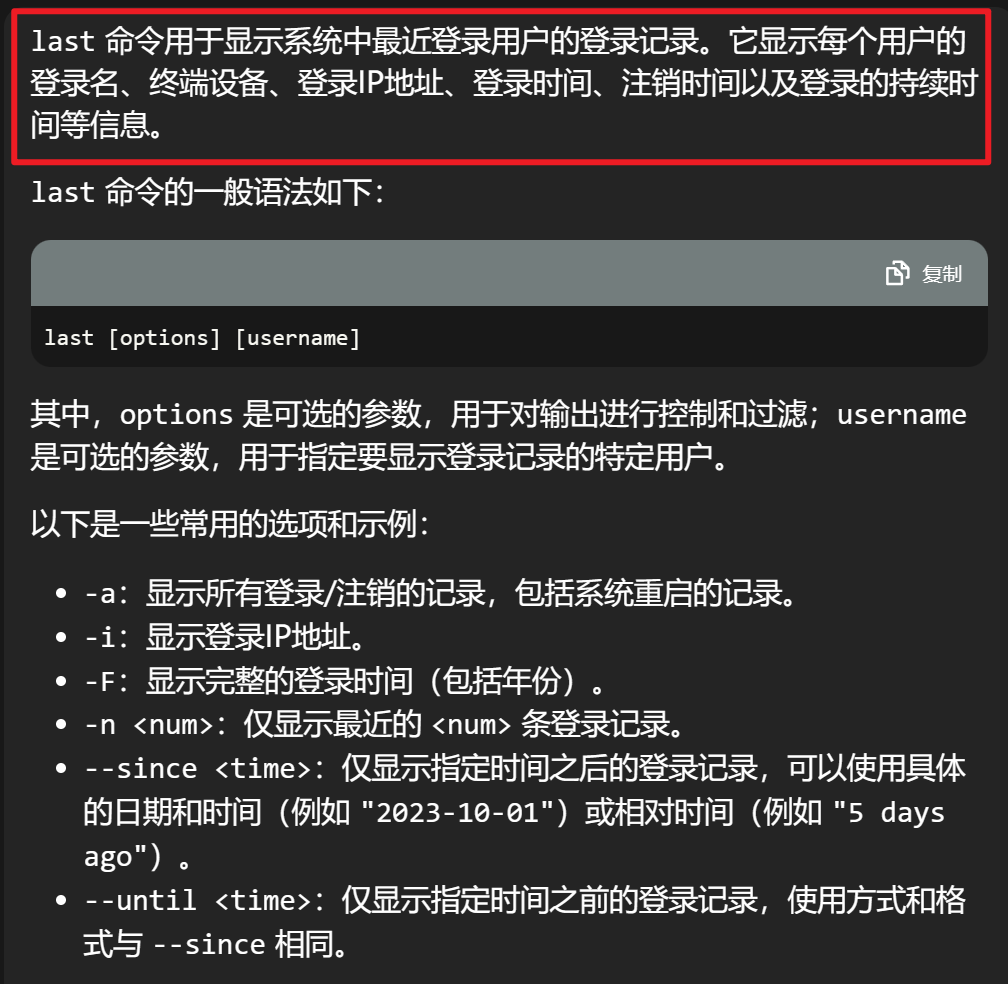 last 命令用于显示系统中最近登录用户的登录记录。它显示每个用户的
登录名、终端设备、登录IP地址、登录时间、注销时间以及登录的持续时
间等信息。
last 命令的一般语法如下：
复制
last [options] [username]
其中，options 是可选的参数，用于对输出进行控制和过滤；username
是可选的参数，用于指定要显示登录记录的特定用户。
以下是一些常用的选项和示例：
• -a：显示所有登录/注销的记录，包括系统重启的记录。
• -i：显示登录IP地址。
• -F：显示完整的登录时间（包括年份）。
• -n <num>：仅显示最近的 <num> 条登录记录。
• --since <time>：仅显示指定时间之后的登录记录，可以使用具体
的日期和时间（例如 "2023-10-01"）或相对时间（例如 "5 days
ago"）。
• --until <time>：仅显示指定时间之前的登录记录，使用方式和格
式与 --since 相同。